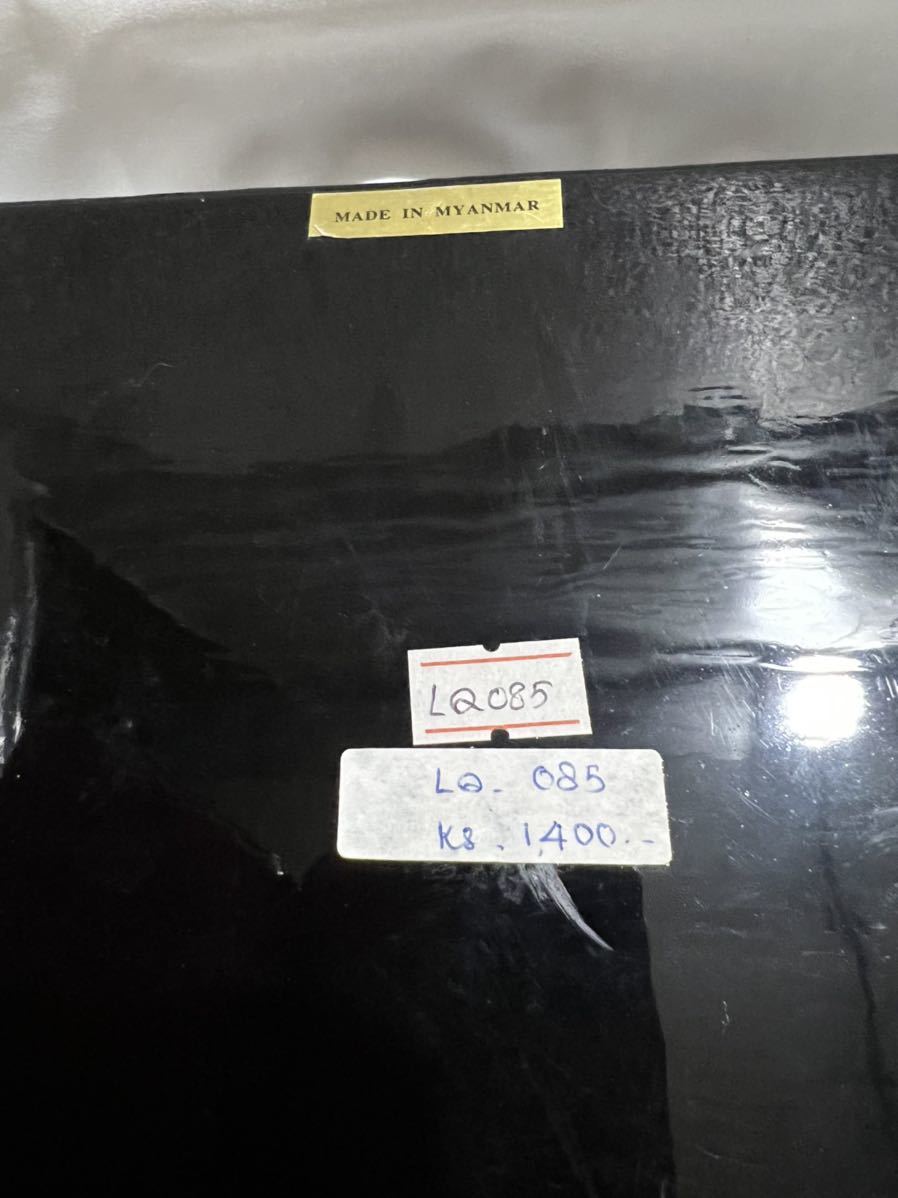 MADE IN MYANMAR
LQ085
LQ- 085
Ks. 1,400.-